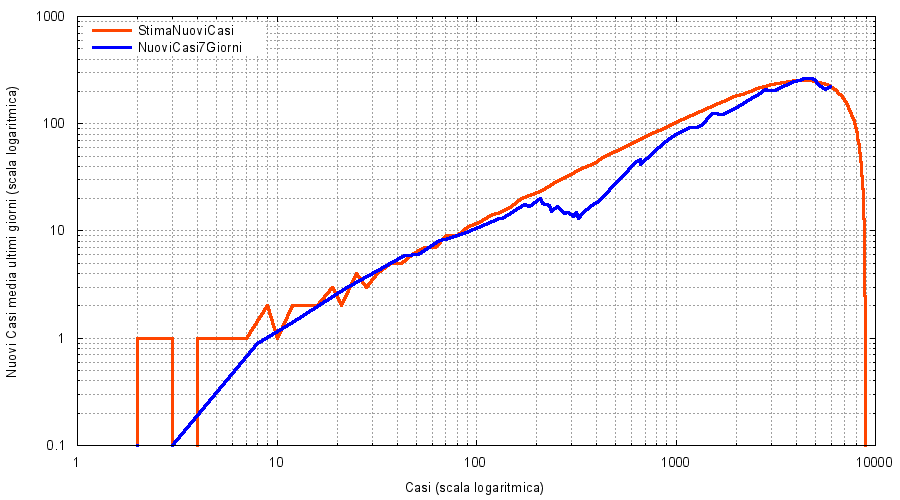 1000
StimaNuoviCasi
NuoviCasi7Giorni
100
10
1
0.1
Nuovi Casi media ultimi giorni (scala logaritmica)
1
10
100
1000
10000
Casi (scala logaritmica)